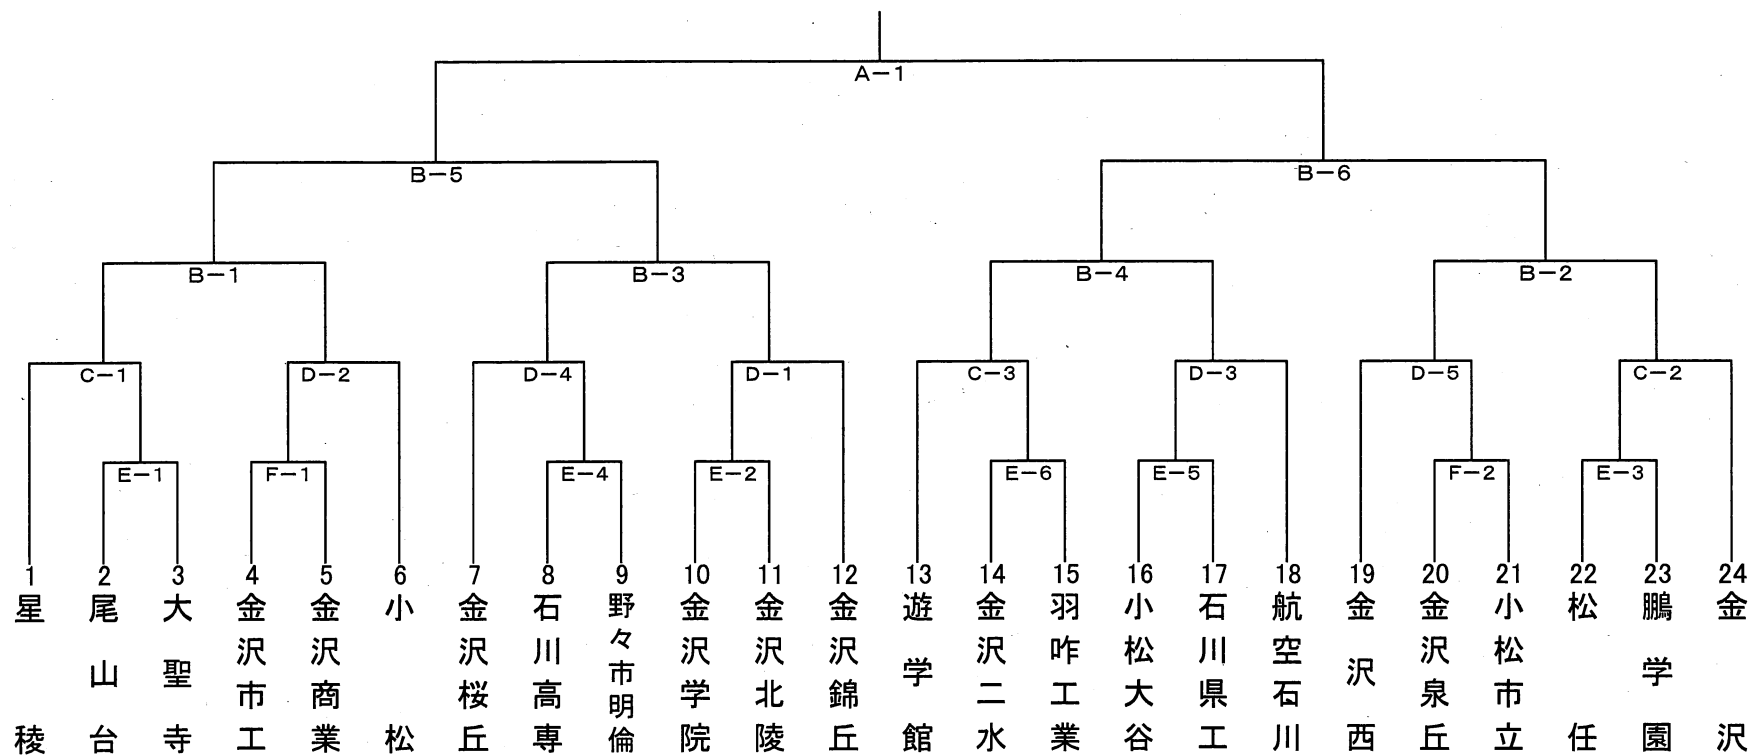 A－1
B－5
B－6
B－1
B－3
B－4
B－2
C－1
D－2
D－4
D－1
C－3
D－3
D－5
C－2
E－1
F－1
E－4
E－2
E－6
E－5
F－2
E－3
1
2
3
4
5
6
7
8
9
10
11
12
13
14
15
16
17
18
19
20
21
22
23
24
星稜
尾山台
大聖寺
金沢市工
金沢商業
小松
金沢桜丘
石川高専
野々市明倫
金沢学院
金沢北陵
金沢錦丘
遊学館
金沢二水
羽咋工業
小松大谷
石川県工
航空石川
金沢西
金沢泉丘
小松市立
松任
鵬学園
金沢